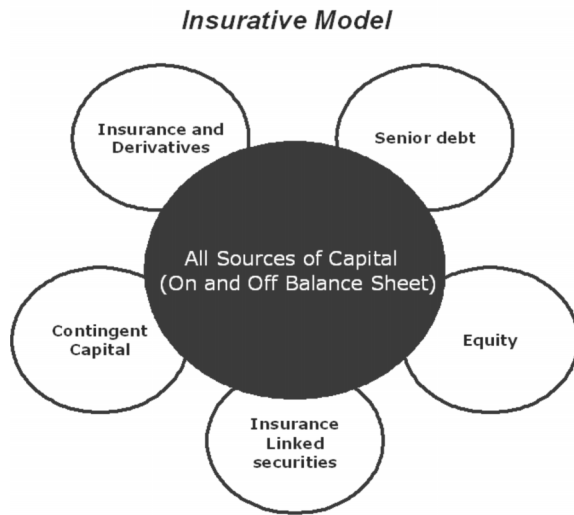 Insurative Model
Insurance and
Derivatives
Senior debt
All Sources of Capital
(On and Off Balance Sheet)
Contingent
Capital
Equity
Insurance
Linked
securities